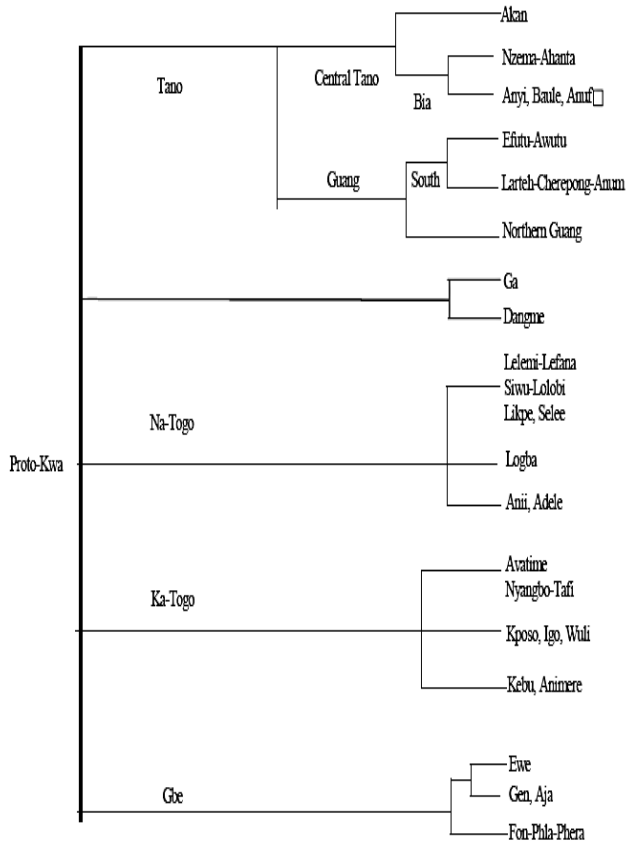 Akan
Nzema-Ahanta
Tano
Central Tano
Bia
Anyi, Baule, Anuf□
Efutu-Awutu
Guang
South
Larteh-Cherepong-Anum
Northern Guang
Ga
Dangme
Lelemi-Lefana
Siwu-Lolobi
Likpe, Selee
Na-Togo
Proto-Kwa
Logba
Anii, Adele
Avatime
Nyangbo-Tafi
Ka-Togo
Kposo, Igo, Wuli
Kebu, Animere
Ewe
Gbe
Gen, Aja
Fon-Phla-Phera